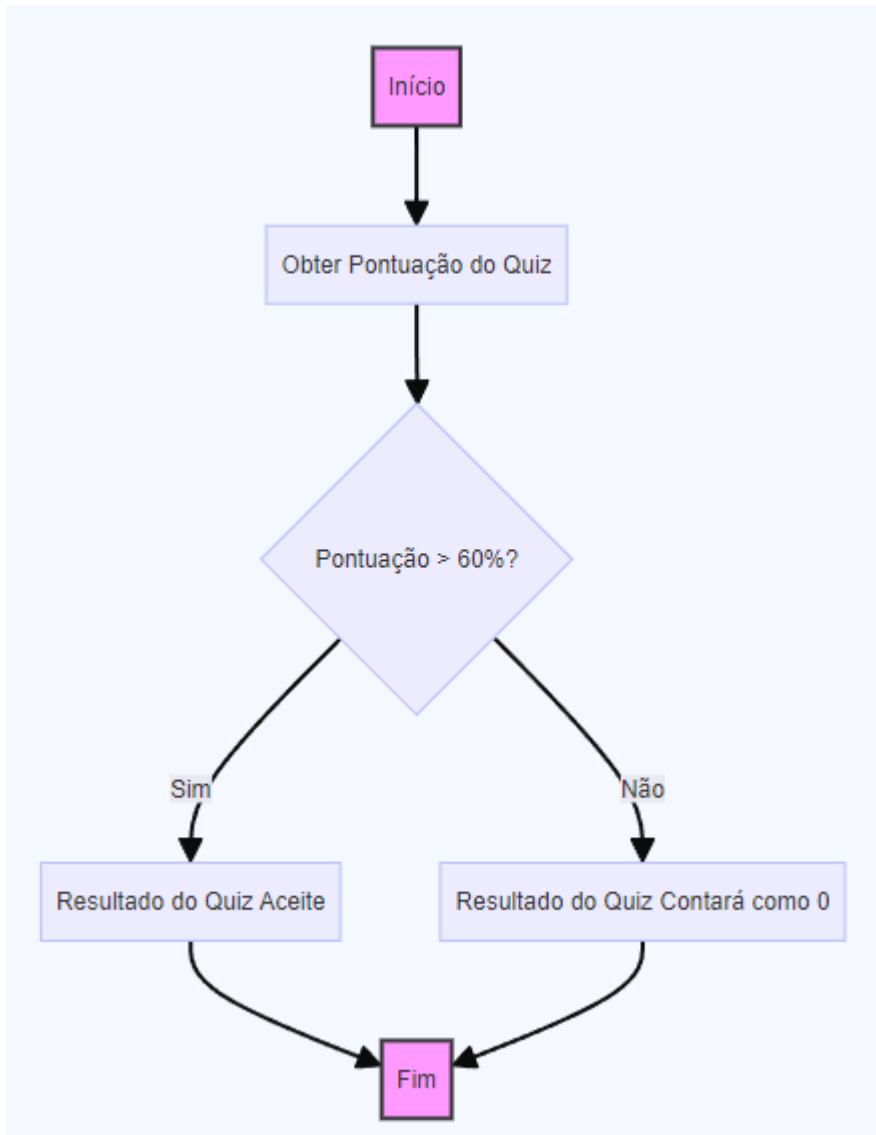 Início
Obter Pontuação do Quiz
Pontuação > 60%?
Sim
Não
Resultado do Quiz Aceite
Resultado do Quiz Contará como 0
Fim